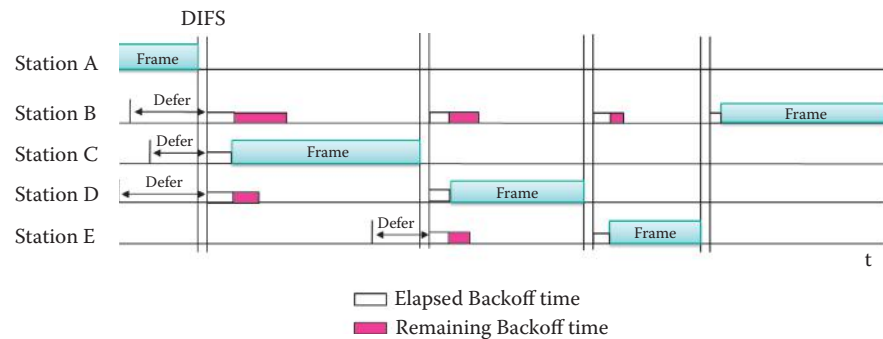 DIFS
Station A
Frame
Station B
Defer
Frame
Station C
Defer
Frame
Station D
Defer
Frame
Station E
Defer
Frame
t
Elapsed Backoff time
Remaining Backoff time